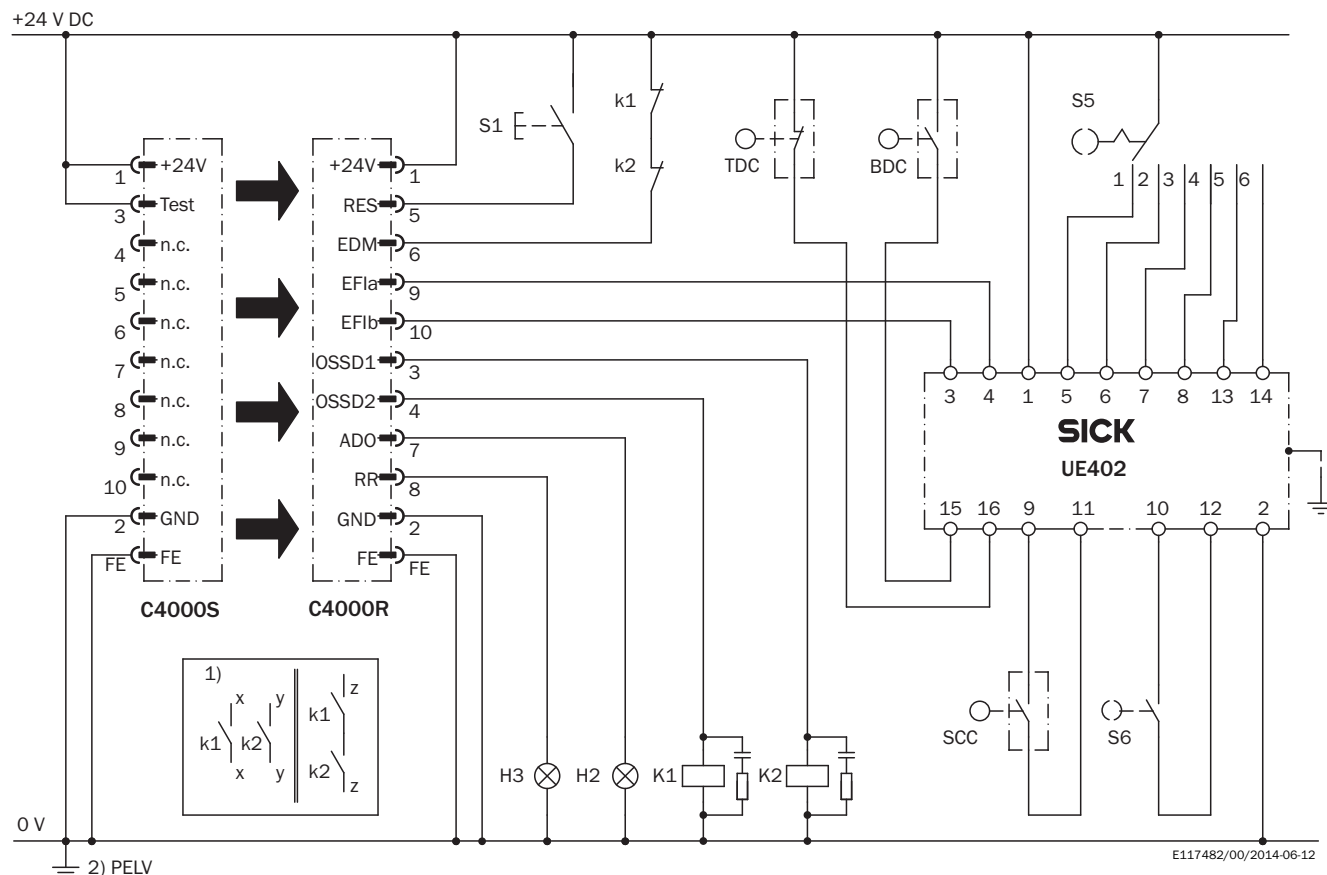 +24 V DC
S1
k1
k2
TDC
BDC
S5
1 2 3 4 5 6
1 +24V
3 Test
4 n.c.
5 n.c.
6 n.c.
7 n.c.
8 n.c.
9 n.c.
10 n.c.
2 GND
FE FE
C4000S
+24V 1
RES 5
EDM 6
EFIa 9
EFIb 10
OSSD1 3
OSSD2 4
ADO 7
RR 8
GND 2
FE FE
C4000R
3 4 1 5 6 7 8 13 14
SICK
UE402
15 16 9 11 10 12 2
1)
x y z
k1 k2 k1
x y k2 z
H3 H2 K1 K2
SCC
S6
0 V
2) PELV
E117482/00/2014-06-12